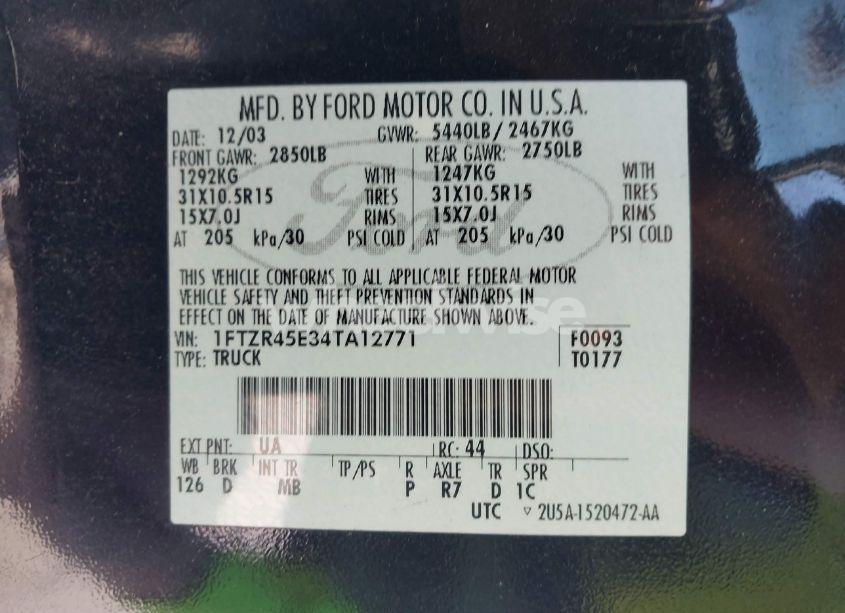 MFD. BY FORD MOTOR CO. IN U.S.A.
DATE: 12/03 GVWR: 5440LB/ 2467KG
FRONT GAWR: 2850LB REAR GAWR: 2750LB
1292KG WITH 1247KG WITH
31X10.5R15 TIRES 31X10.5R15 TIRES
15X7.0J RIMS 15X7.0J RIMS
AT 205 kPa/30 PSI COLD AT 205 kPa/30 PSI COLD
Ford
THIS VEHICLE CONFORMS TO ALL APPLICABLE FEDERAL MOTOR
VEHICLE SAFETY AND THEFT PREVENTION STANDARDS IN
EFFECT ON THE DATE OF MANUFACTURE SHOWN ABOVE.
VIN: 1FTZR45E34TA12771 F0093
TYPE: TRUCK T0177
EXT PNT: UA RC: 44 DSO:
WB BRK INT TR TP/PS R AXLE TR SPR
126 D MB P R7 D 1C
UTC ▽ 2U5A-1520472-AA